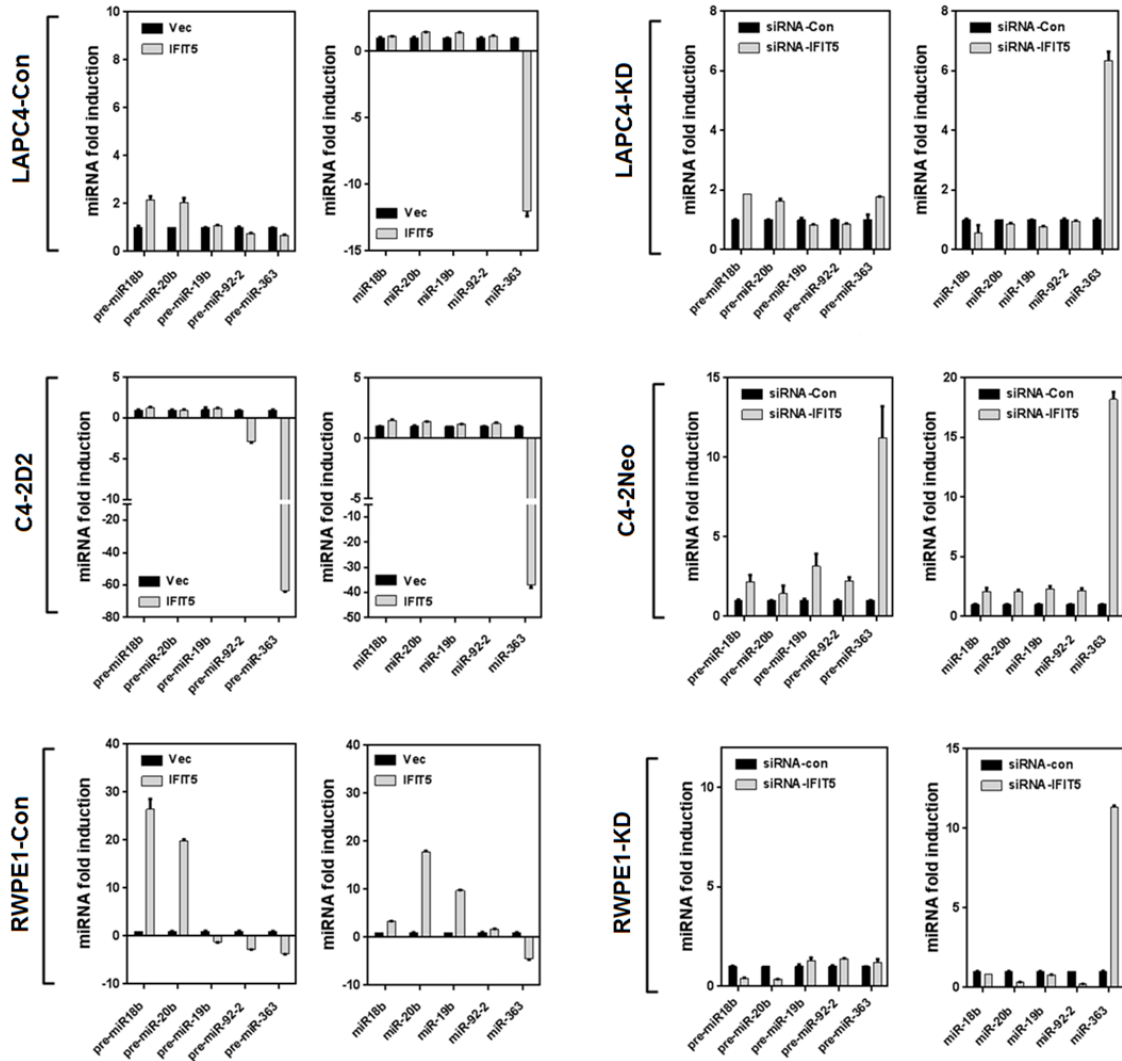 LAPC4-Con
miRNA fold induction
10
8
6
4
2
0
Vec
IFIT5
pre-miR18b
pre-miR-20b
pre-miR-19b
pre-miR-92-2
pre-miR-363
miRNA fold induction
0
-5
-10
-15
Vec
IFIT5
miR18b
miR-20b
miR-19b
miR-92-2
miR-363
LAPC4-KD
miRNA fold induction
8
6
4
2
0
siRNA-Con
siRNA-IFIT5
pre-miR18b
pre-miR-20b
pre-miR-19b
pre-miR-92-2
pre-miR-363
miRNA fold induction
8
6
4
2
0
siRNA-Con
siRNA-IFIT5
miR-18b
miR-20b
miR-19b
miR-92-2
miR-363
C4-2D2
miRNA fold induction
5
0
-5
-10
-20
-40
-60
-80
Vec
IFIT5
pre-miR18b
pre-miR-20b
pre-miR-19b
pre-miR-92-2
pre-miR-363
miRNA fold induction
5
0
5
-10
-20
-30
-40
-50
Vec
IFIT5
miR18b
miR-20b
miR-19b
miR-92-2
miR-363
C4-2Neo
miRNA fold induction
15
10
5
0
siRNA-Con
siRNA-IFIT5
pre-miR-18b
pre-miR-20b
pre-miR-19b
pre-miR-92-2
pre-miR-363
miRNA fold induction
20
15
10
5
0
siRNA-Con
siRNA-IFIT5
miR-18b
miR-20b
miR-19b
miR-92-2
miR-363
RWPE1-Con
miRNA fold induction
40
30
20
10
0
-10
Vec
IFIT5
pre-miR18b
pre-miR-20b
pre-miR-19b
pre-miR-92-2
pre-miR-363
miRNA fold induction
40
30
20
10
0
-10
Vec
IFIT5
miR18b
miR-20b
miR-19b
miR-92-2
miR-363
RWPE1-KD
miRNA fold induction
10
5
0
siRNA-con
siRNA-IFIT5
pre-miR18b
pre-miR-20b
pre-miR-19b
pre-miR-92-2
pre-miR-363
miRNA fold induction
15
10
5
0
siRNA-con
siRNA-IFIT5
miR-18b
miR-20b
miR-19b
miR-92-2
miR-363